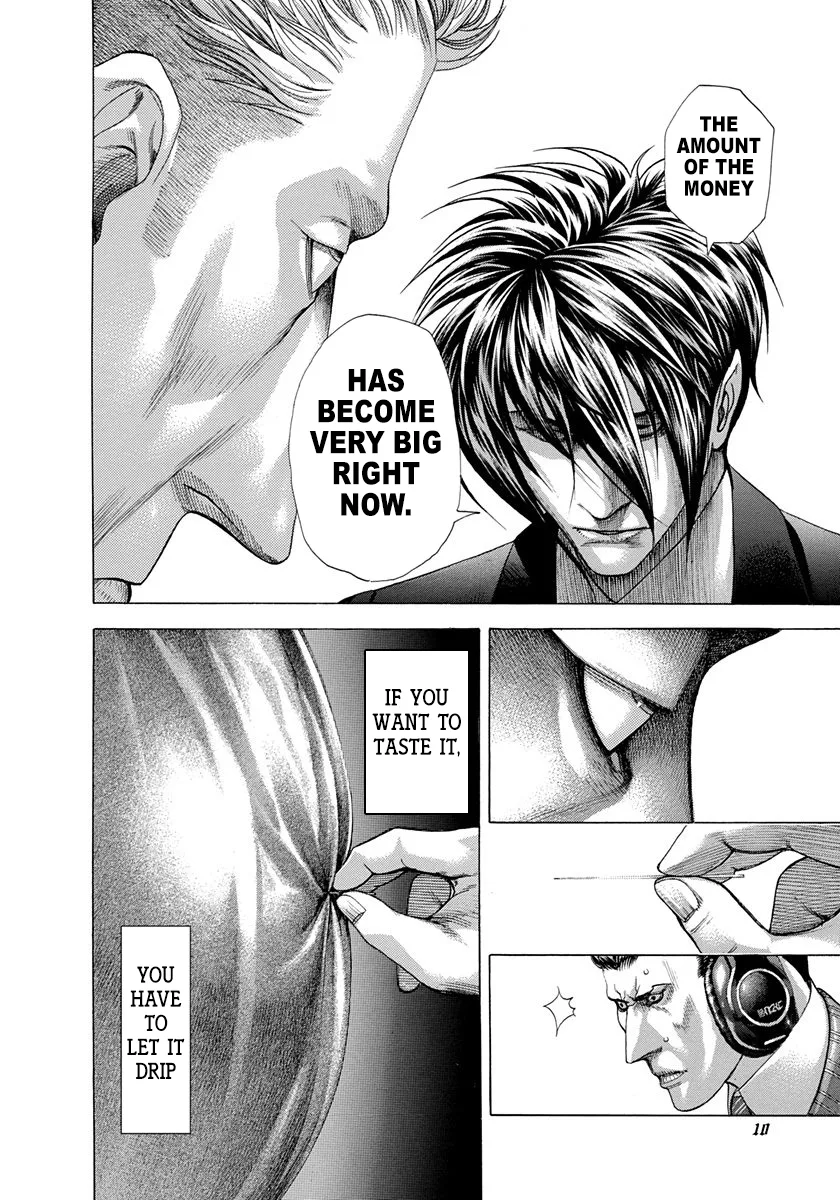 THE
AMOUNT
OF THE
MONEY
HAS
BECOME
VERY BIG
RIGHT
NOW.
IF YOU
WANT TO
TASTE IT,
YOU
HAVE
TO
LET IT
DRIP
10